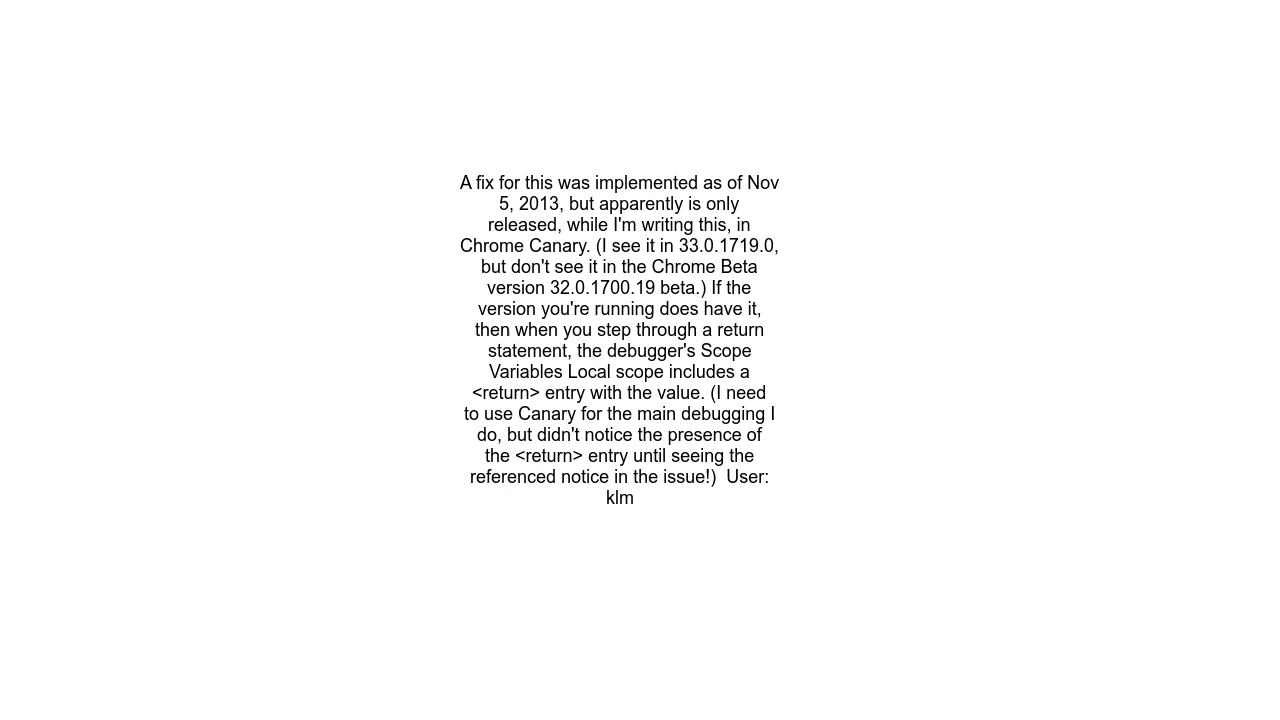 A fix for this was implemented as of Nov
5, 2013, but apparently is only
released, while I'm writing this, in
Chrome Canary. (I see it in 33.0.1719.0,
but don't see it in the Chrome Beta
version 32.0.1700.19 beta.) If the
version you're running does have it,
then when you step through a return
statement, the debugger's Scope
Variables Local scope includes a
<return> entry with the value. (I need
to use Canary for the main debugging I
do, but didn't notice the presence of
the <return> entry until seeing the
referenced notice in the issue!)  User:
klm